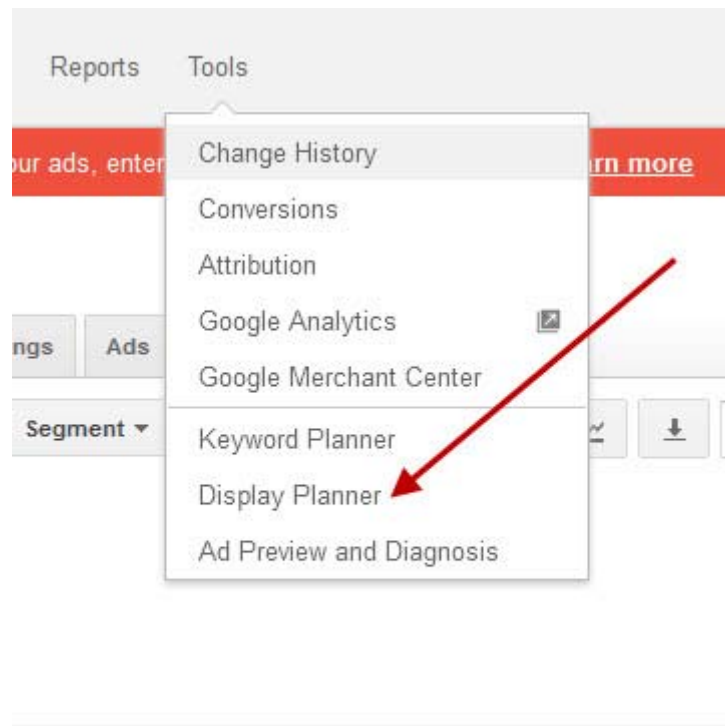 Reports Tools
Change History
our ads, enter
rn more
Conversions
Attribution
Google Analytics
ngs Ads
Google Merchant Center
Segment
Keyword Planner
Display Planner
Ad Preview and Diagnosis